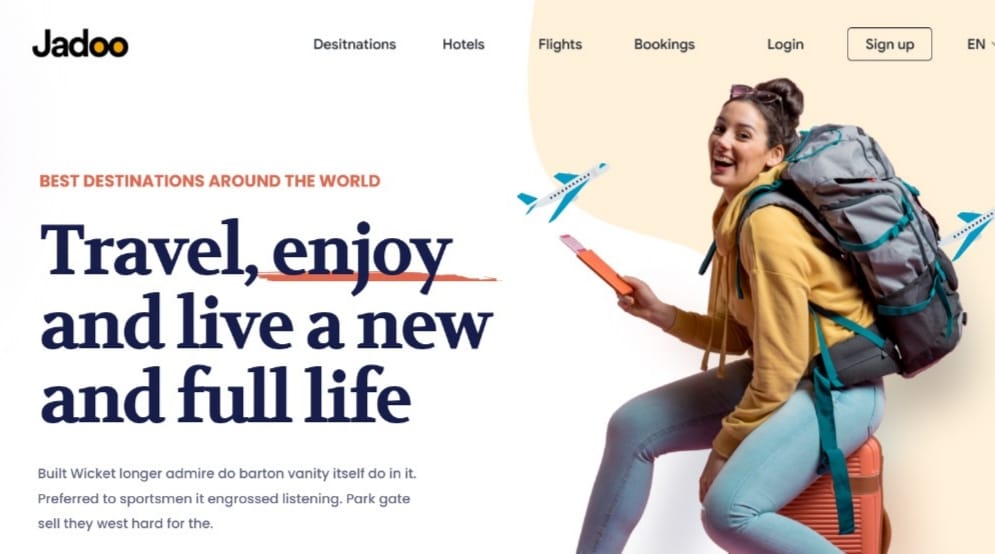 Jadoo
Desitnations Hotels Flights Bookings Login Sign up EN
BEST DESTINATIONS AROUND THE WORLD
Travel, enjoy
and live a new
and full life
Built Wicket longer admire do barton vanity itself do in it.
Preferred to sportsmen it engrossed listening. Park gate
sell they west hard for the.